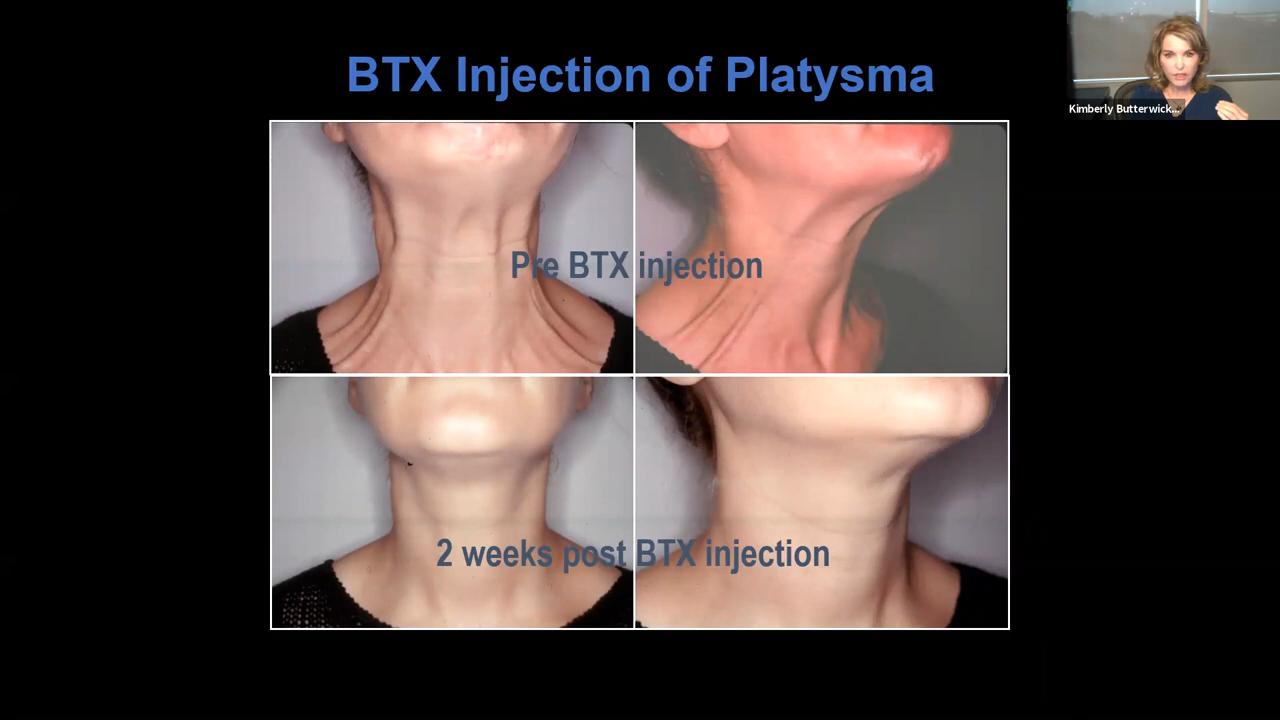 BTX Injection of Platysma
Kimberly Butterwick...
Pre BTX injection
2 weeks post BTX injection